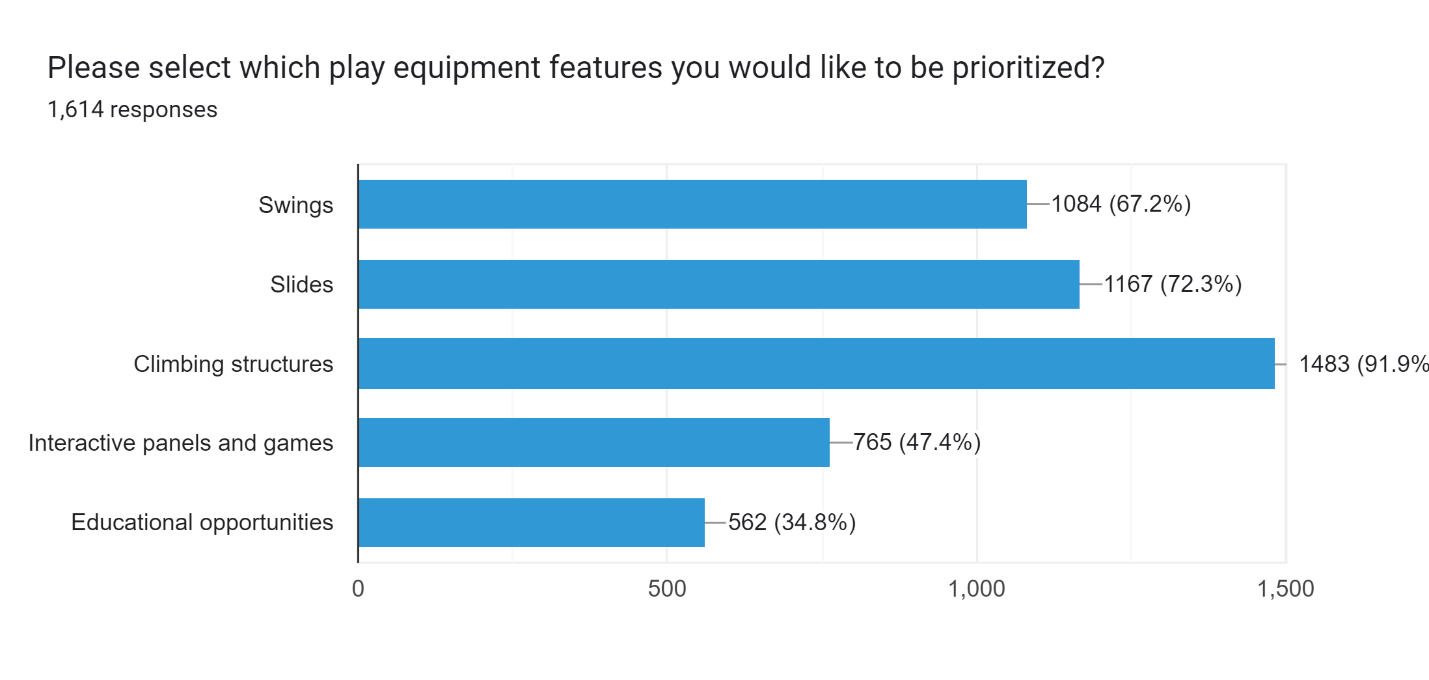 Please select which play equipment features you would like to be prioritized?
1,614 responses
Swings 1084 (67.2%)
Slides 1167 (72.3%)
Climbing structures 1483 (91.9%
Interactive panels and games 765 (47.4%)
Educational opportunities 562 (34.8%)
0 500 1,000 1,500